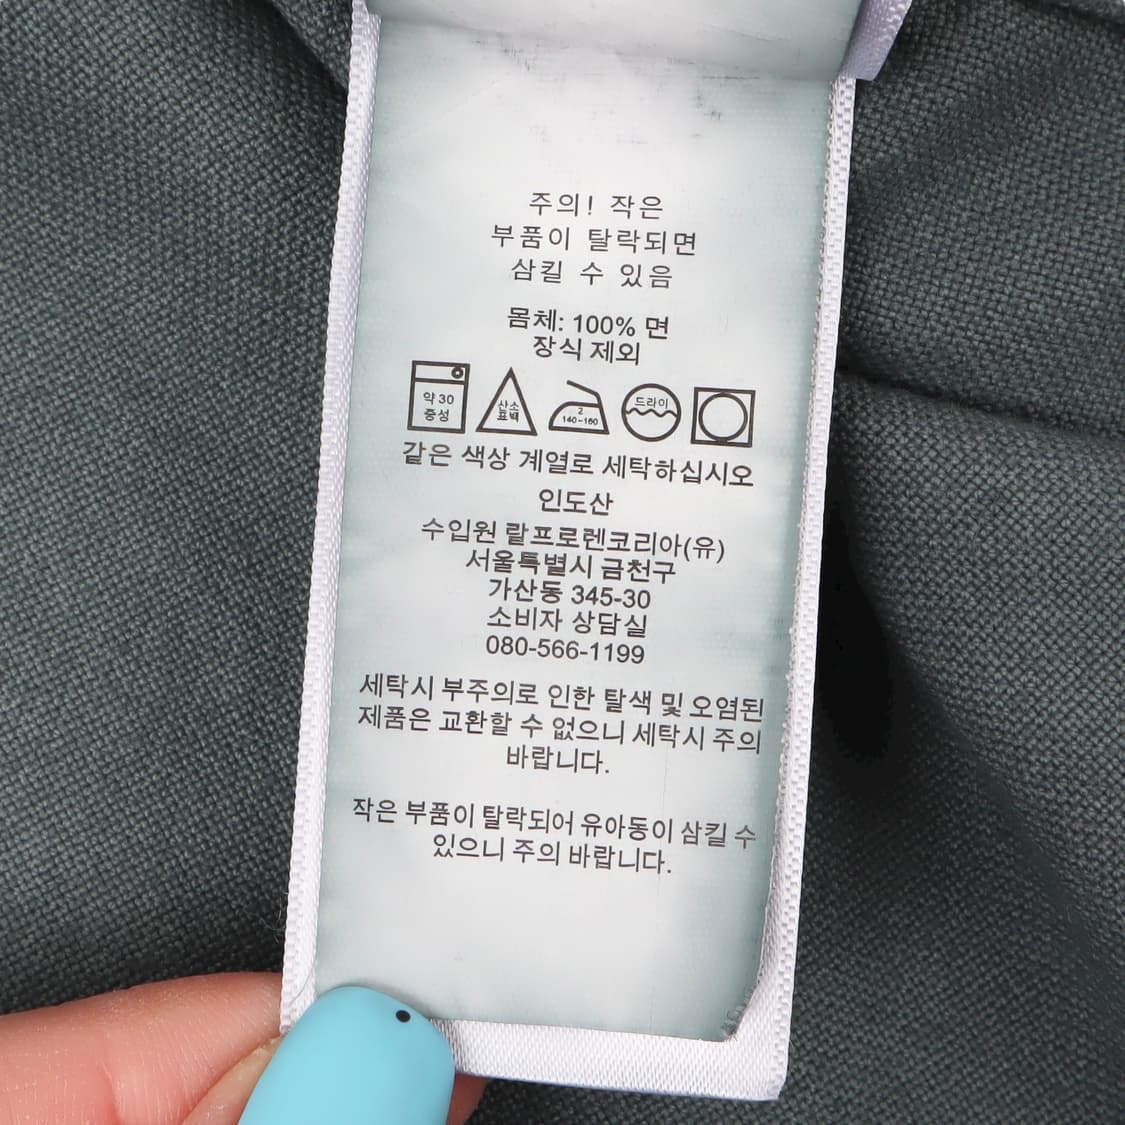 주의! 작은
부품이 탈락되면
삼킬 수 있음
몸체: 100% 면
장식 제외
약 30
중성
산소
표백
2
140~160
드라이
같은 색상 계열로 세탁하십시오
인도산
수입원 랄프로렌코리아(유)
서울특별시 금천구
가산동 345-30
소비자 상담실
080-566-1199
세탁시 부주의로 인한 탈색 및 오염된
제품은 교환할 수 없으니 세탁시 주의
바랍니다.
작은 부품이 탈락되어 유아동이 삼킬 수
있으니 주의 바랍니다.